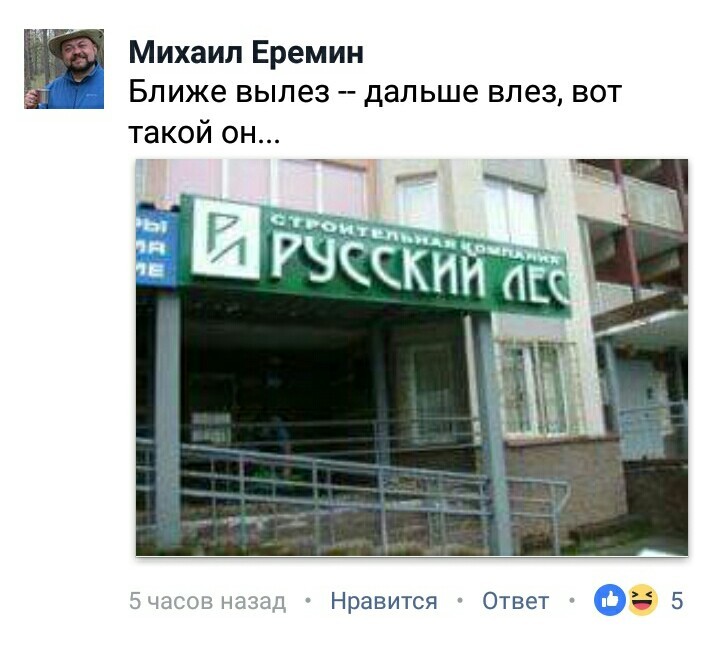 Михаил Еремин
Ближе вылез -- дальше влез, вот
такой он...
СТРОИТЕЛЬНАЯ КОМПАНИЯ
РУССКИЙ ЛЕС
5 часов назад · Нравится · Ответ · 5